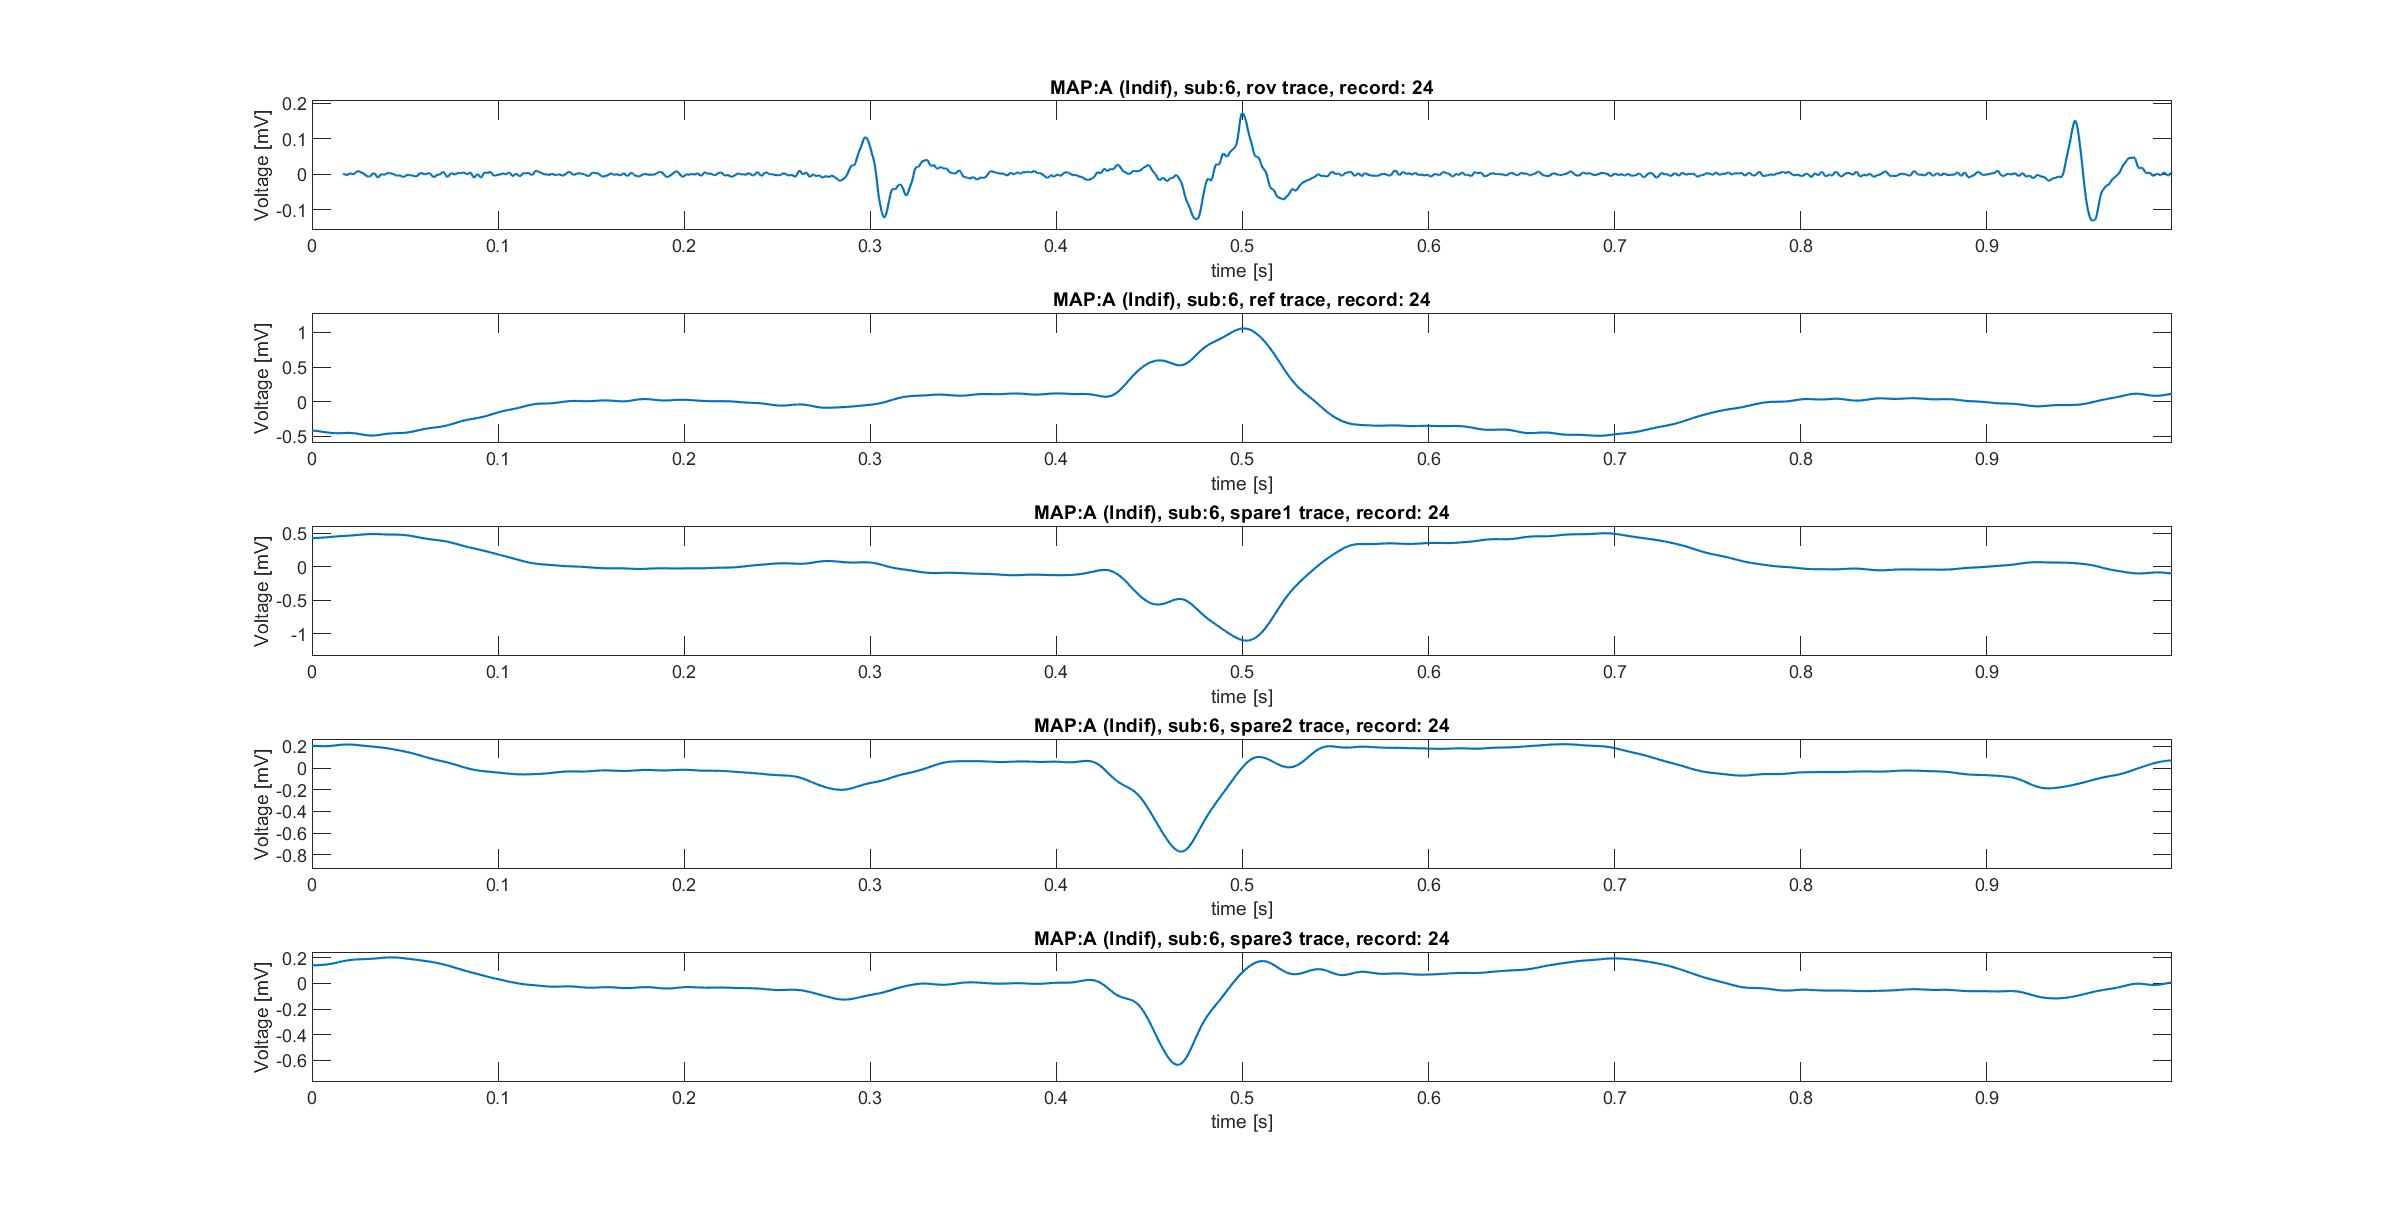 MAP:A (Indif), sub:6, rov trace, record: 24
Voltage [mV]
0.2
0.1
0
-0.1
0 0.1 0.2 0.3 0.4 0.5 0.6 0.7 0.8 0.9
time [s]
MAP:A (Indif), sub:6, ref trace, record: 24
Voltage [mV]
1
0.5
0
-0.5
0 0.1 0.2 0.3 0.4 0.5 0.6 0.7 0.8 0.9
time [s]
MAP:A (Indif), sub:6, spare1 trace, record: 24
Voltage [mV]
0.5
0
-0.5
-1
0 0.1 0.2 0.3 0.4 0.5 0.6 0.7 0.8 0.9
time [s]
MAP:A (Indif), sub:6, spare2 trace, record: 24
Voltage [mV]
0.2
0
-0.2
-0.4
-0.6
-0.8
0 0.1 0.2 0.3 0.4 0.5 0.6 0.7 0.8 0.9
time [s]
MAP:A (Indif), sub:6, spare3 trace, record: 24
Voltage [mV]
0.2
0
-0.2
-0.4
-0.6
0 0.1 0.2 0.3 0.4 0.5 0.6 0.7 0.8 0.9
time [s]